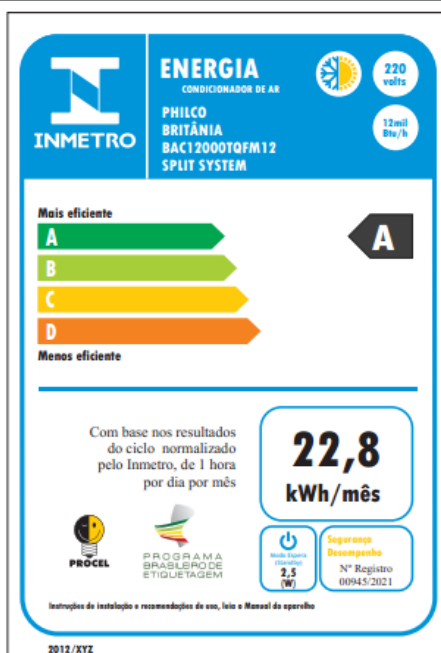 INMETRO
ENERGIA
CONDICIONADOR DE AR
PHILCO
BRITÂNIA
BAC12000TQFM12
SPLIT SYSTEM
220
volts
12mil
Btu/h
Mais eficiente
A
A
B
C
D
Menos eficiente
Com base nos resultados
do ciclo normalizado
pelo Inmetro, de 1 hora
por dia por mês
22,8
kWh/mês
PROCEL
PROGRAMA
BRASILEIRO DE
ETIQUETAGEM
Modo Espera
(Standby)
2,5
(W)
Segurança
Desempenho
Nº Registro
00945/2021
Instruções de instalação e recomendações de uso, leia o Manual do aparelho
2012/XYZ